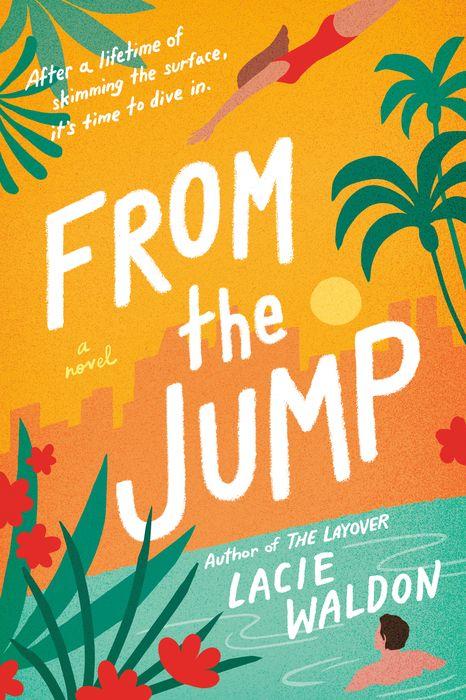 After a lifetime of
skimming the surface,
it's time to dive in.
FROM
the
JUMP
a
novel
Author of THE LAYOVER
LACIE
WALDON